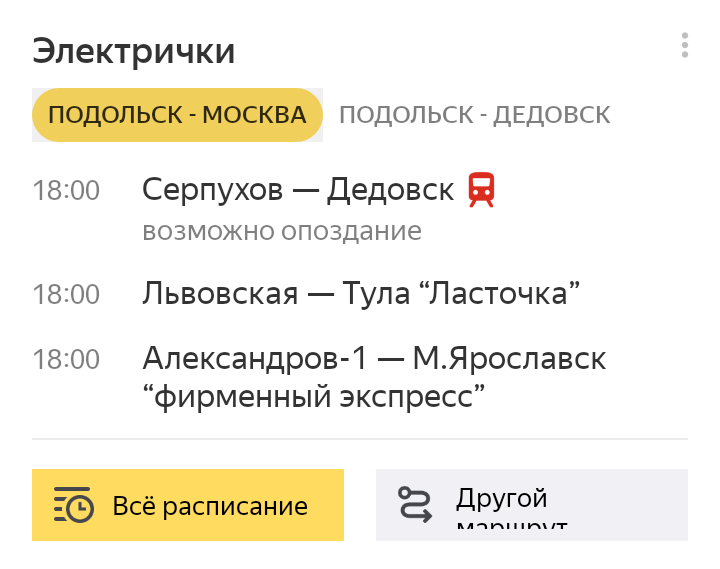 Электрички
ПОДОЛЬСК - МОСКВА ПОДОЛЬСК - ДЕДОВСК
18:00 Серпухов — Дедовск
возможно опоздание
18:00 Львовская — Тула “Ласточка”
18:00 Александров-1 — М.Ярославск
“фирменный экспресс”
Всё расписание
Другой
маршрут